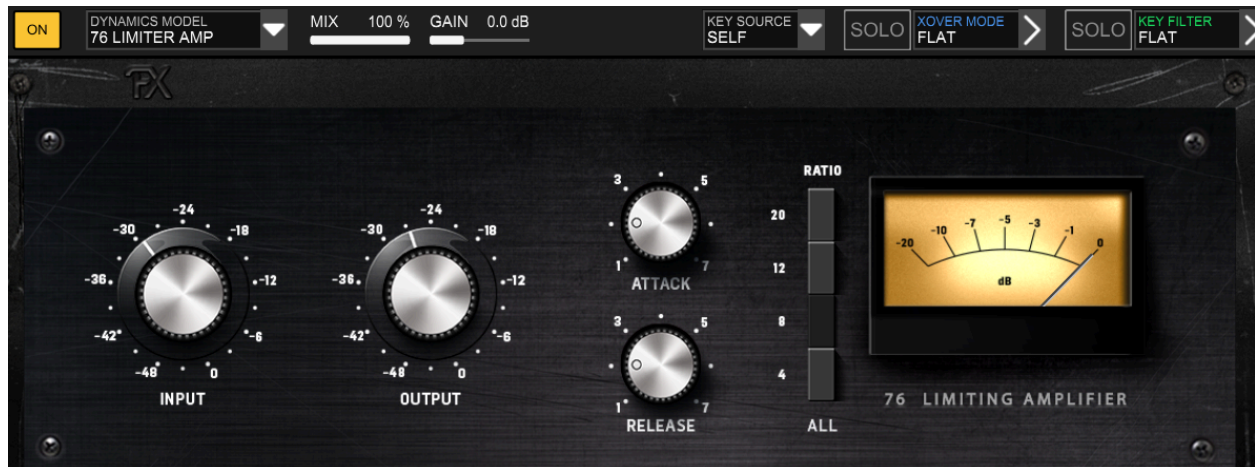 ON
DYNAMICS MODEL
76 LIMITER AMP
MIX 100 %
GAIN 0.0 dB
KEY SOURCE
SELF
SOLO
XOVER MODE
FLAT
SOLO
KEY FILTER
FLAT
FX
-48
-42
-36
-30
-24
-18
-12
-6
0
INPUT
-48
-42
-36
-30
-24
-18
-12
-6
0
OUTPUT
1
3
5
7
ATTACK
1
3
5
7
RELEASE
RATIO
20
12
8
4
ALL
-20 -10 -7 -5 -3 -1 0
dB
76 LIMITING AMPLIFIER